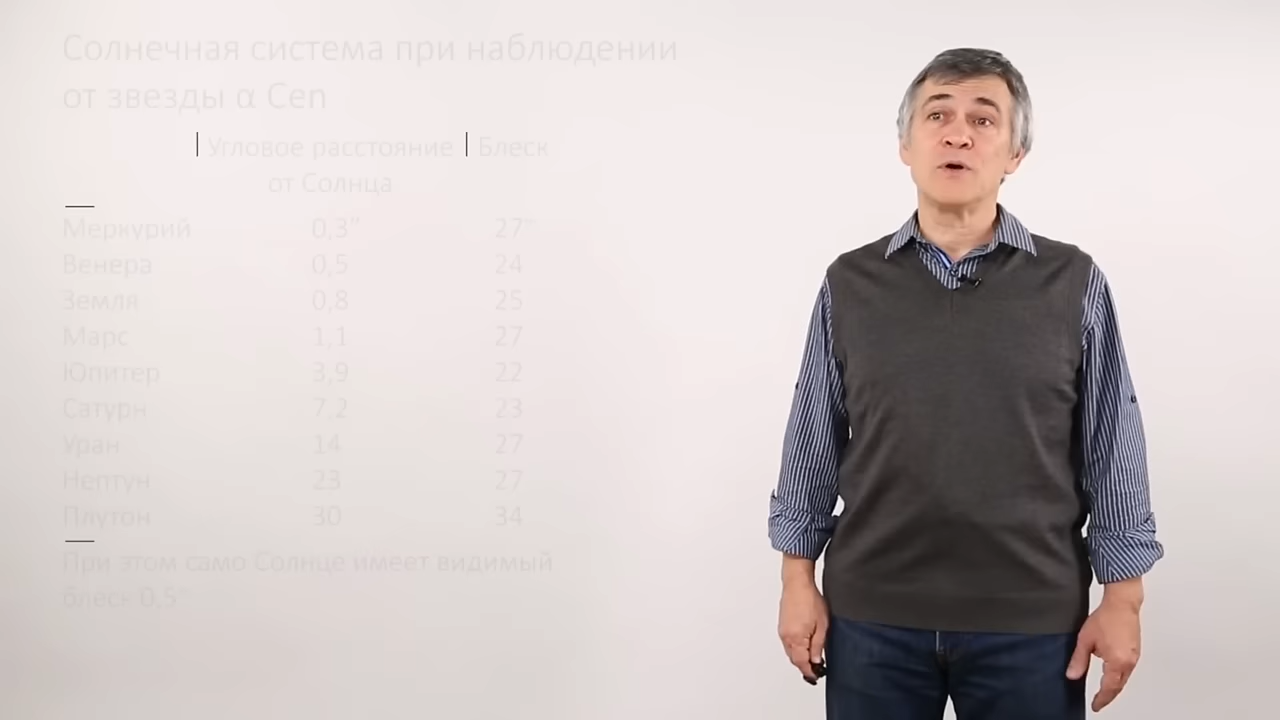 Солнечная система при наблюдении
от звезды α Cen
Угловое расстояние Блеск
от Солнца
Меркурий 0,3" 27ᵐ
Венера 0,5 24
Земля 0,8 25
Марс 1,1 27
Юпитер 3,9 22
Сатурн 7,2 23
Уран 14 27
Нептун 23 27
Плутон 30 34
При этом само Солнце имеет видимый
блеск 0,5ᵐ